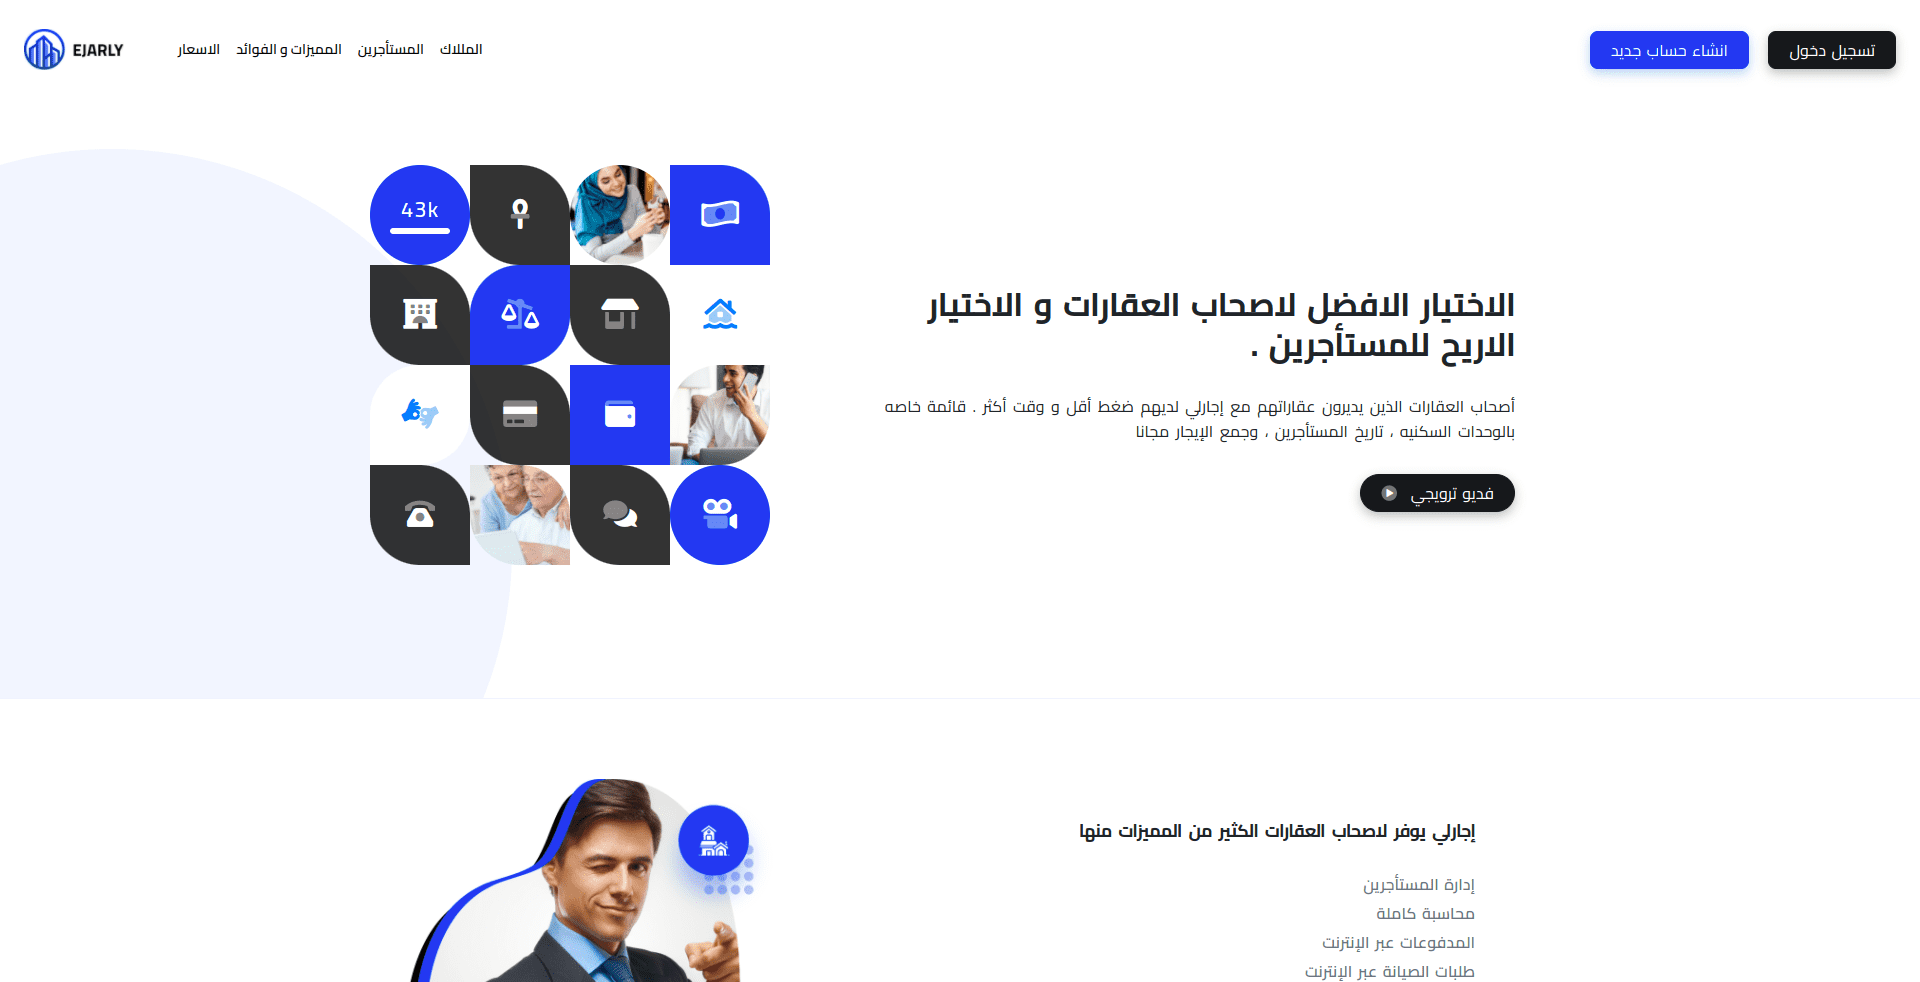 تسجيل دخول
انشاء حساب جديد
الملاك
المستأجرين
المميزات و الفوائد
الاسعار
EJARLY
43k
الاختيار الافضل لاصحاب العقارات و الاختيار
الاريح للمستأجرين .
أصحاب العقارات الذين يديرون عقاراتهم مع إجارلي لديهم ضغط أقل و وقت أكثر . قائمة خاصه
بالوحدات السكنيه ، تاريخ المستأجرين ، وجمع الإيجار مجانا
فديو ترويجي
إجارلي يوفر لاصحاب العقارات الكثير من المميزات منها
إدارة المستأجرين
محاسبة كاملة
المدفوعات عبر الإنترنت
طلبات الصيانة عبر الإنترنت